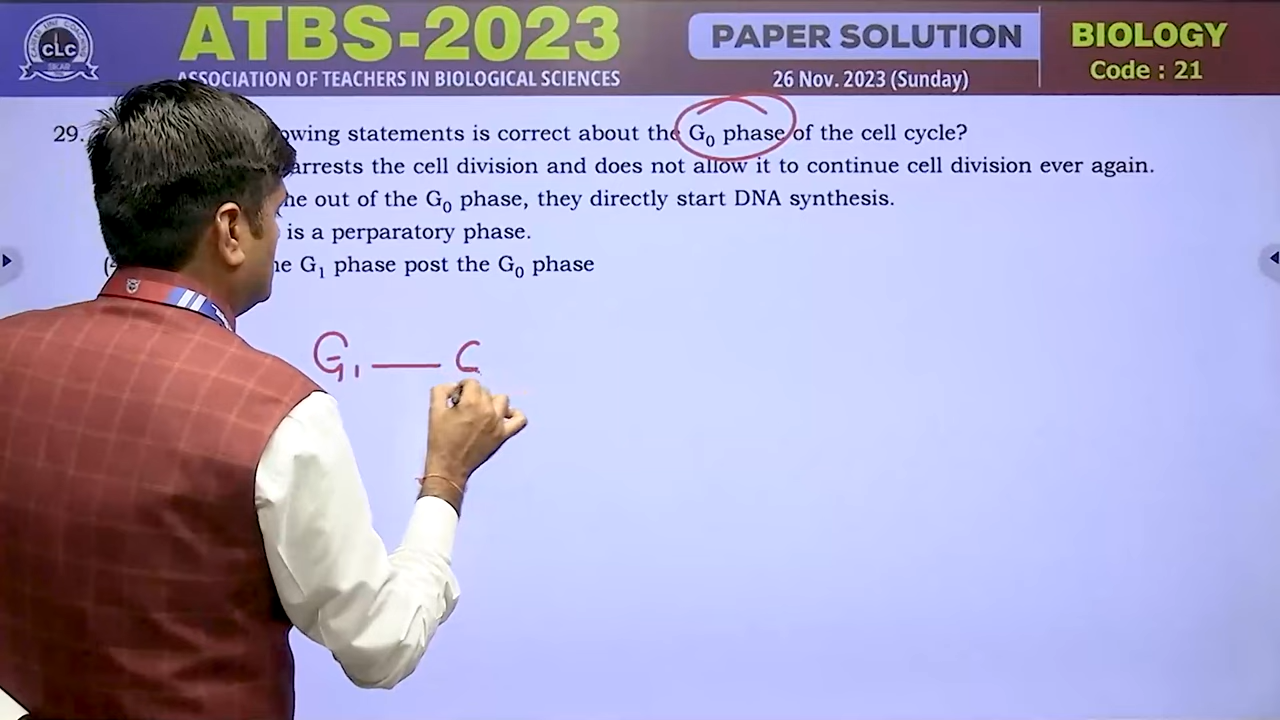 ATBS-2023
ASSOCIATION OF TEACHERS IN BIOLOGICAL SCIENCES
PAPER SOLUTION
26 Nov. 2023 (Sunday)
BIOLOGY
Code : 21
CLC
SIKAR
29. owing statements is correct about the G₀ phase of the cell cycle?
arrests the cell division and does not allow it to continue cell division ever again.
out of the G₀ phase, they directly start DNA synthesis.
is a perparatory phase.
G₁ phase post the G₀ phase
G₁ —